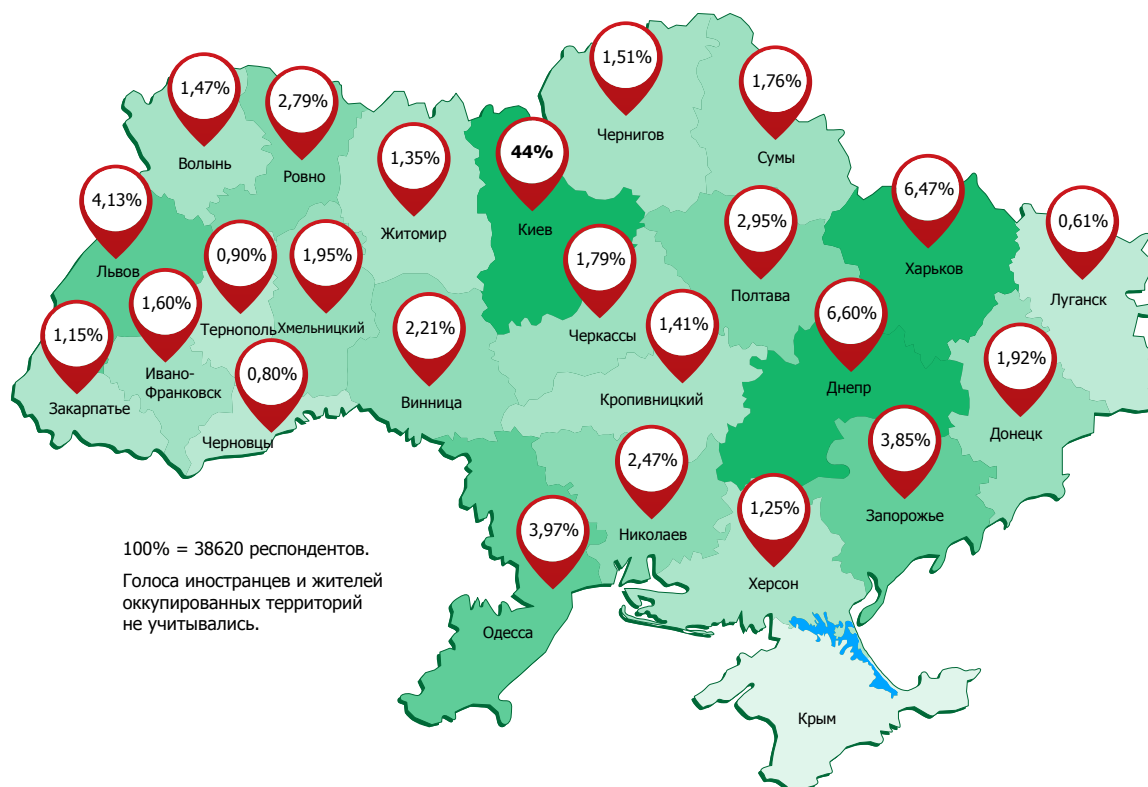 1,51%
Чернигов
1,76%
Сумы
1,47%
Волынь
2,79%
Ровно
1,35%
Житомир
44%
Киев
4,13%
Львов
6,47%
Харьков
0,61%
Луганск
2,95%
Полтава
0,90%
Тернополь
1,95%
Хмельницкий
1,79%
Черкассы
1,60%
Ивано-
Франковск
1,15%
Закарпатье
2,21%
Винница
1,41%
Кропивницкий
6,60%
Днепр
1,92%
Донецк
0,80%
Черновцы
3,85%
Запорожье
2,47%
Николаев
1,25%
Херсон
3,97%
Одесса
Крым
100% = 38620 респондентов.
Голоса иностранцев и жителей
оккупированных территорий
не учитывались.